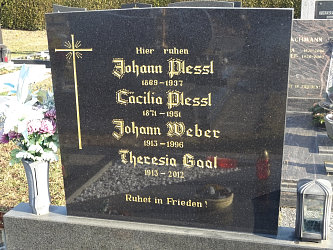 Hier ruhen
Johann Plessl
1869-1937
Cäcilia Plessl
1871-1951
Johann Weber
1913-1996
Theresia Gaal
1913-2012
Ruhet in Frieden!